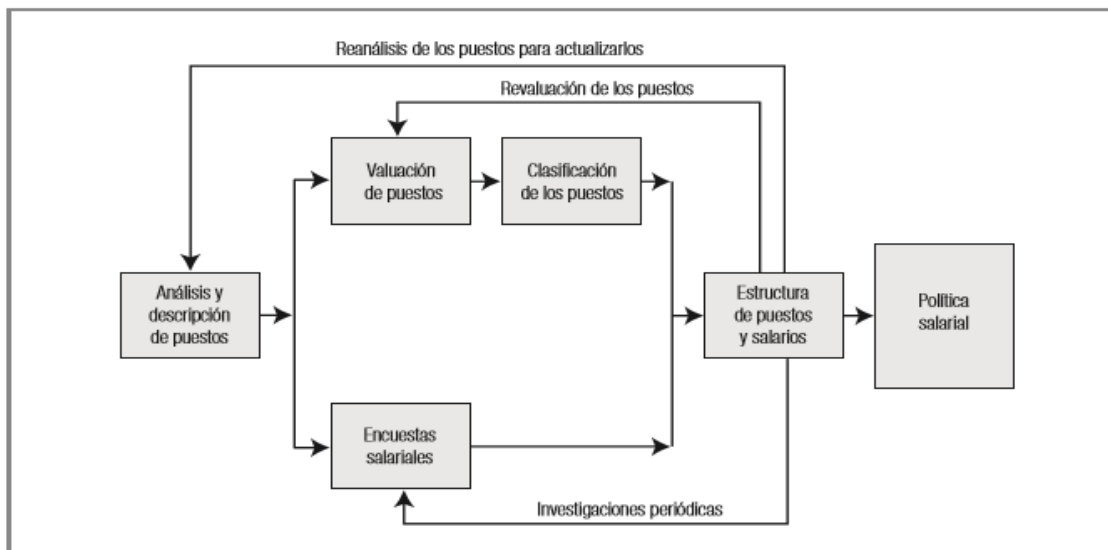 Reanálisis de los puestos para actualizarlos
Revaluación de los puestos
Valuación
de puestos
Clasificación
de los puestos
Análisis y
descripción
de puestos
Estructura
de puestos
y salarios
Política
salarial
Encuestas
salariales
Investigaciones periódicas